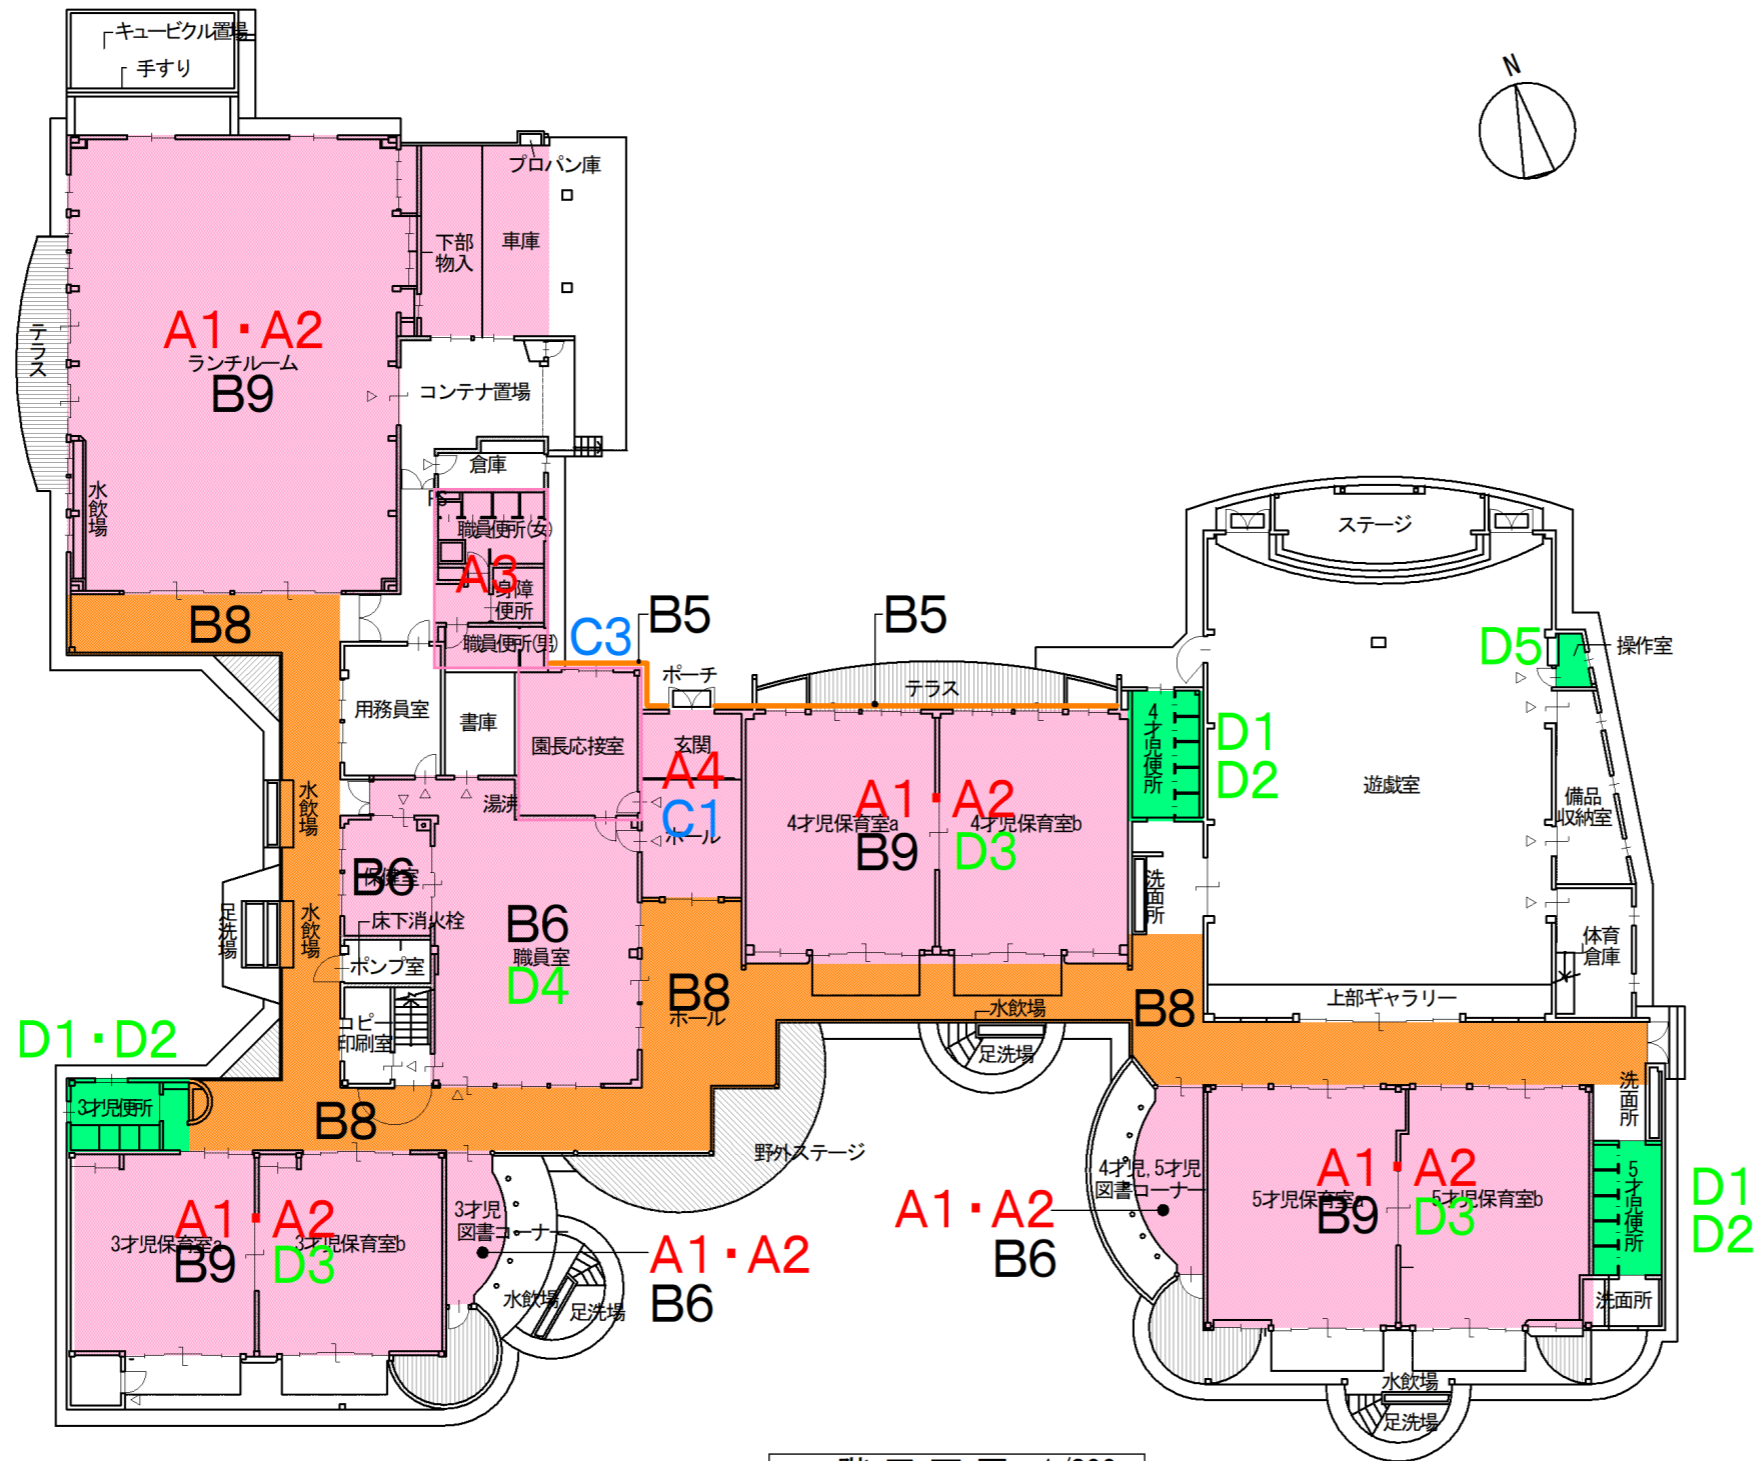 キュービクル置場
手すり
N
プロパン庫
下部
物入
車庫
A1・A2
ランチルーム
B9
テラス
コンテナ置場
倉庫
水飲場
PS
職員便所(女)
A3
身障
便所
職員便所(男)
B8
C3
B5
B5
ポーチ
テラス
ステージ
D5
操作室
用務員室
書庫
園長応接室
玄関
A4
C1
ホール
A1・A2
4才児保育室a
4才児保育室b
B9
D3
4才児便所
D1
D2
遊戯室
備品
収納室
水飲場
湯沸
B6
保健室
床下消火栓
B6
職員室
D4
ポンプ室
足洗場
水飲場
洗面所
体育
倉庫
B8
ホール
水飲場
足洗場
B8
上部ギャラリー
コピー
印刷室
D1・D2
3才児便所
B8
野外ステージ
洗面所
A1・A2
3才児保育室a
3才児保育室b
B9
D3
3才児
図書コーナー
A1・A2
B6
水飲場
足洗場
4才児,5才児
図書コーナー
A1・A2
B6
A1・A2
5才児保育室a
5才児保育室b
B9
D3
5才児便所
D1
D2
洗面所
水飲場
足洗場